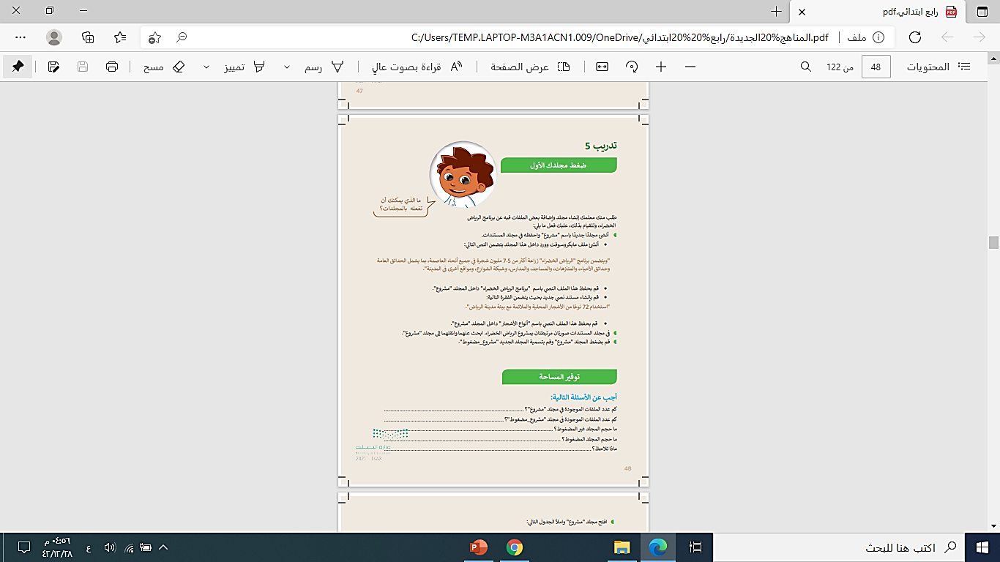 رابع ابتدائي.pdf
ملف
C:/Users/TEMP.LAPTOP-M3A1ACN1.009/OneDrive/المناهج%20الجديدة/رابع%20%20ابتدائي.pdf
المحتويات
48
من 122
عرض الصفحة
قراءة بصوت عالٍ
رسم
تمييز
مسح
47
تدريب 5
ضغط مجلدك الأول
ما الذي يمكنك أن
تفعله بالمجلدات؟
طلب منك معلمك إنشاء مجلد وإضافة بعض الملفات فيه عن برنامج الرياض
الخضراء، وللقيام بذلك، عليك فعل ما يلي:
أنشئ مجلدًا جديدًا باسم "مشروع" واحفظه في مجلد المستندات.
• أنشئ ملف مايكروسوفت وورد داخل هذا المجلد يتضمن النص التالي:
"ويتضمن برنامج "الرياض الخضراء" زراعة أكثر من 7.5 مليون شجرة في جميع أنحاء العاصمة، بما يشمل الحدائق العامة
وحدائق الأحياء، والمتنزهات، والمساجد، والمدارس، وشبكة الشوارع، ومواقع أخرى في المدينة".
• قم بحفظ هذا الملف النصي باسم "برنامج الرياض الخضراء" داخل المجلد "مشروع".
• قم بإنشاء مستند نصي جديد بحيث يتضمن الفقرة التالية:
"استخدام 72 نوعًا من الأشجار المحلية والملائمة مع بيئة مدينة الرياض".
• قم بحفظ هذا الملف النصي باسم "أنواع الأشجار" داخل المجلد "مشروع".
في مجلد المستندات صورتان مرتبطتان بمشروع الرياض الخضراء. ابحث عنهما وانقلهما إلى مجلد "مشروع".
قم بضغط المجلد "مشروع" وقم بتسمية المجلد الجديد "مشروع_مضغوط".
توفير المساحة
أجب عن الأسئلة التالية:
كم عدد الملفات الموجودة في مجلد "مشروع"؟
كم عدد الملفات الموجودة في مجلد "مشروع_مضغوط"؟
ما حجم المجلد غير المضغوط؟
ما حجم المجلد المضغوط؟
ماذا تلاحظ؟
وزارة التعليم
Ministry of Education
2021 - 1443
48
افتح مجلد "مشروع" واملأ الجدول التالي:
اكتب هنا للبحث
ع
٠٤:٥٦ م
٤٢/١٢/٢٨